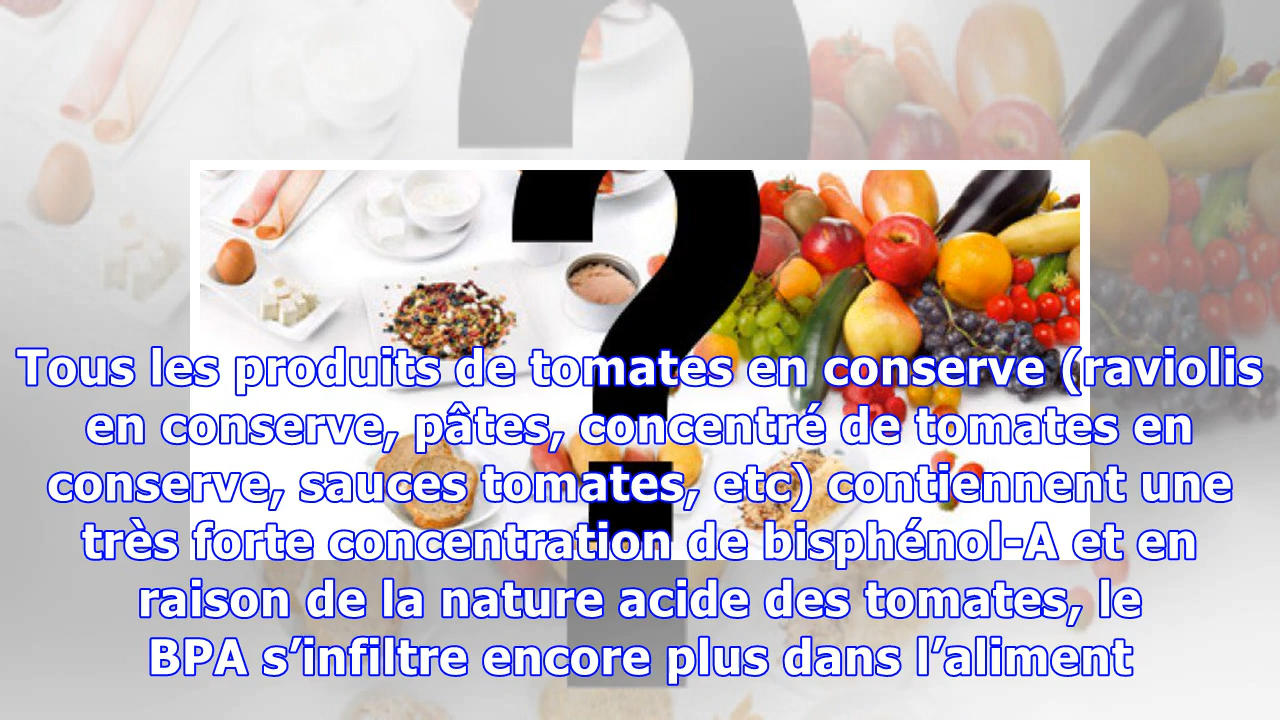 Tous les produits de tomates en conserve (raviolis
en conserve, pâtes, concentré de tomates en
conserve, sauces tomates, etc) contiennent une
très forte concentration de bisphénol-A et en
raison de la nature acide des tomates, le
BPA s’infiltre encore plus dans l’aliment